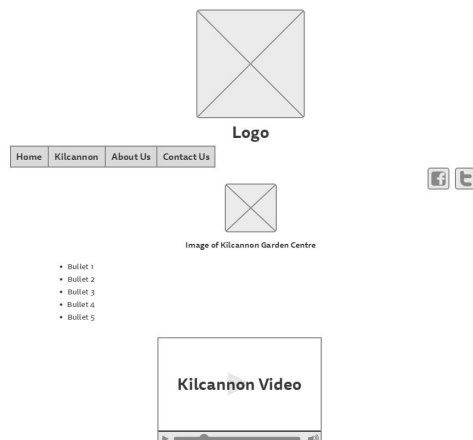 Logo
Home Kilcannon About Us Contact Us
Image of Kilcannon Garden Centre
• Bullet 1
• Bullet 2
• Bullet 3
• Bullet 4
• Bullet 5
Kilcannon Video